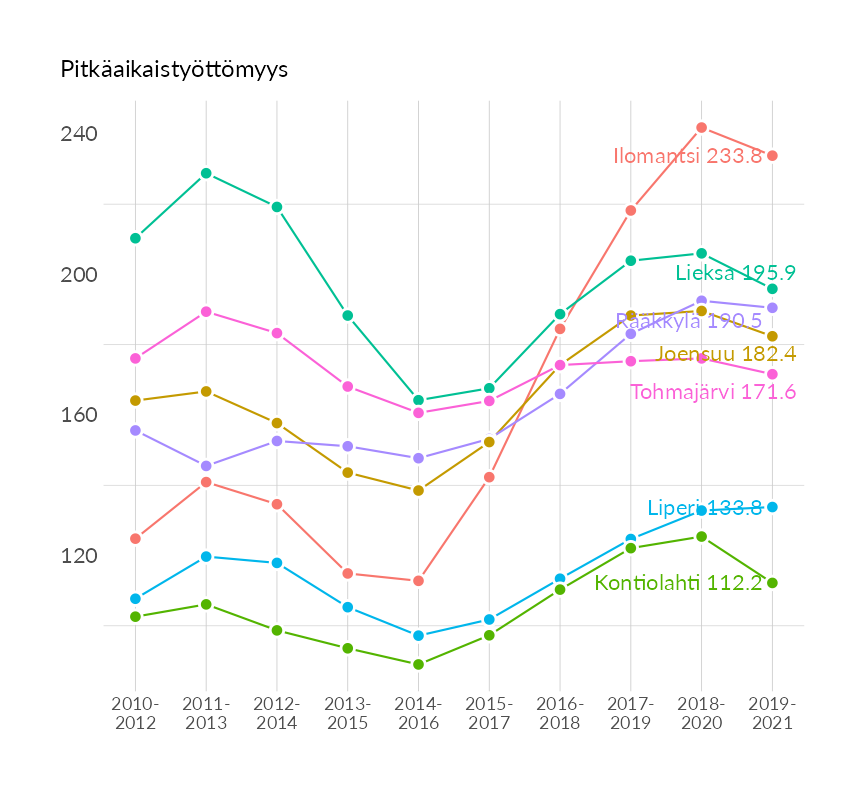 Pitkäaikaistyöttömyys
240
Ilomantsi 233.8
200
Lieksa 195.9
Rääkkylä 190.5
Joensuu 182.4
Tohmajärvi 171.6
160
Liperi 133.8
120
Kontiolahti 112.2
2010- 2011- 2012- 2013- 2014- 2015- 2016- 2017- 2018- 2019-
2012 2013 2014 2015 2016 2017 2018 2019 2020 2021